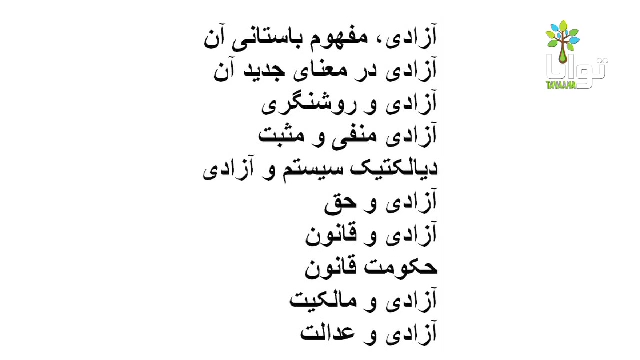 آزادی، مفهوم باستانی آن
آزادی در معنای جدید آن
آزادی و روشنگری
آزادی منفی و مثبت
دیالکتیک سیستم و آزادی
آزادی و حق
آزادی و قانون
حکومت قانون
آزادی و مالکیت
آزادی و عدالت
توانا
TAVAANA